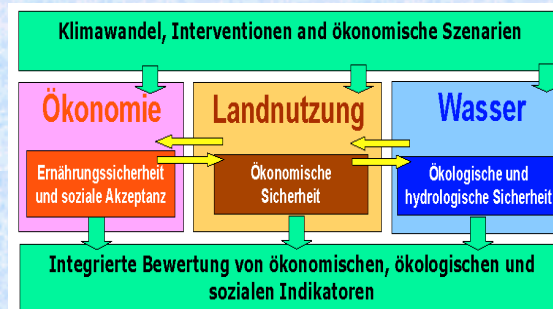 Klimawandel, Interventionen and ökonomische Szenarien
Ökonomie
Ernährungssicherheit
und soziale Akzeptanz
Landnutzung
Ökonomische
Sicherheit
Wasser
Ökologische und
hydrologische Sicherheit
Integrierte Bewertung von ökonomischen, ökologischen und
sozialen Indikatoren